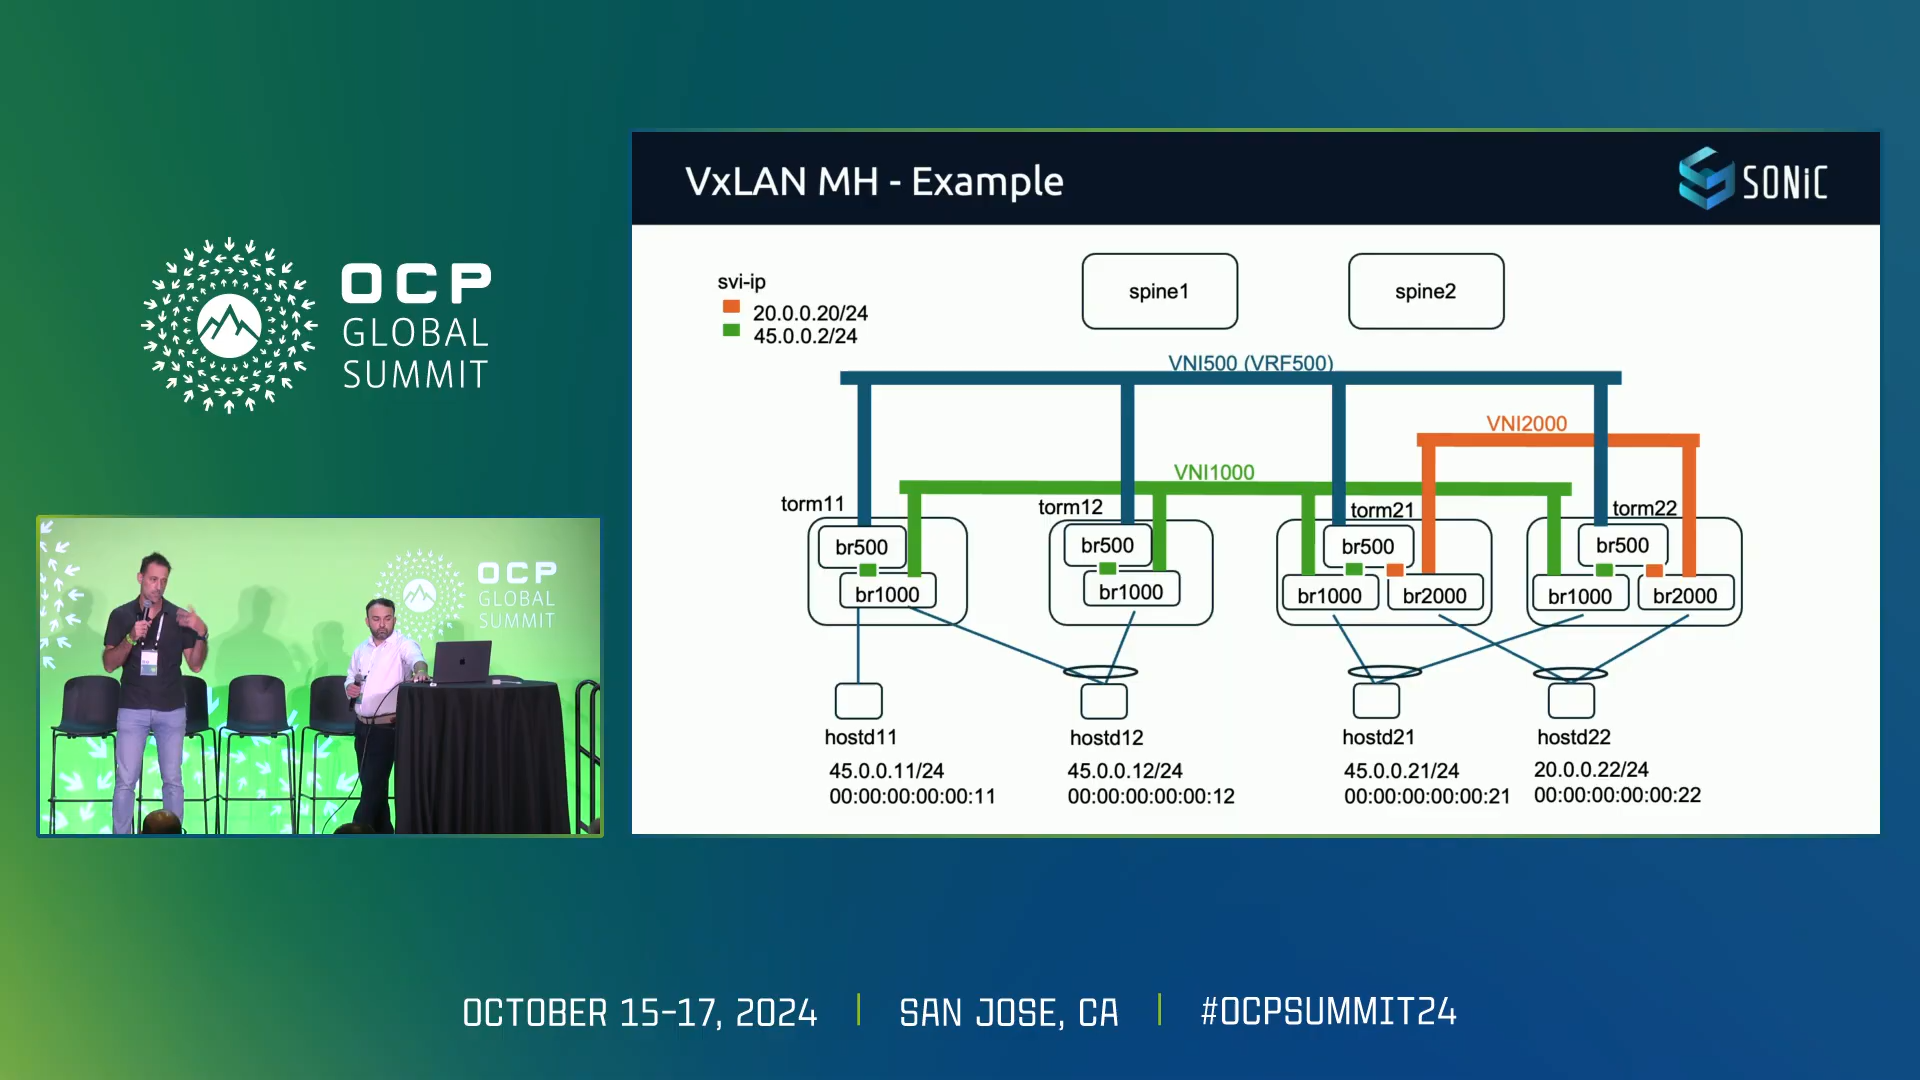 OCP
GLOBAL
SUMMIT
VxLAN MH - Example
SONiC
svi-ip
20.0.0.20/24
45.0.0.2/24
spine1
spine2
VNI500 (VRF500)
VNI2000
VNI1000
torm11
torm12
torm21
torm22
br500
br500
br500
br500
br1000
br1000
br1000
br2000
br1000
br2000
hostd11
hostd12
hostd21
hostd22
45.0.0.11/24
45.0.0.12/24
45.0.0.21/24
20.0.0.22/24
00:00:00:00:00:11
00:00:00:00:00:12
00:00:00:00:00:21
00:00:00:00:00:22
OCP
GLOBAL
SUMMIT
OCTOBER 15-17, 2024
SAN JOSE, CA
#OCPSUMMIT24